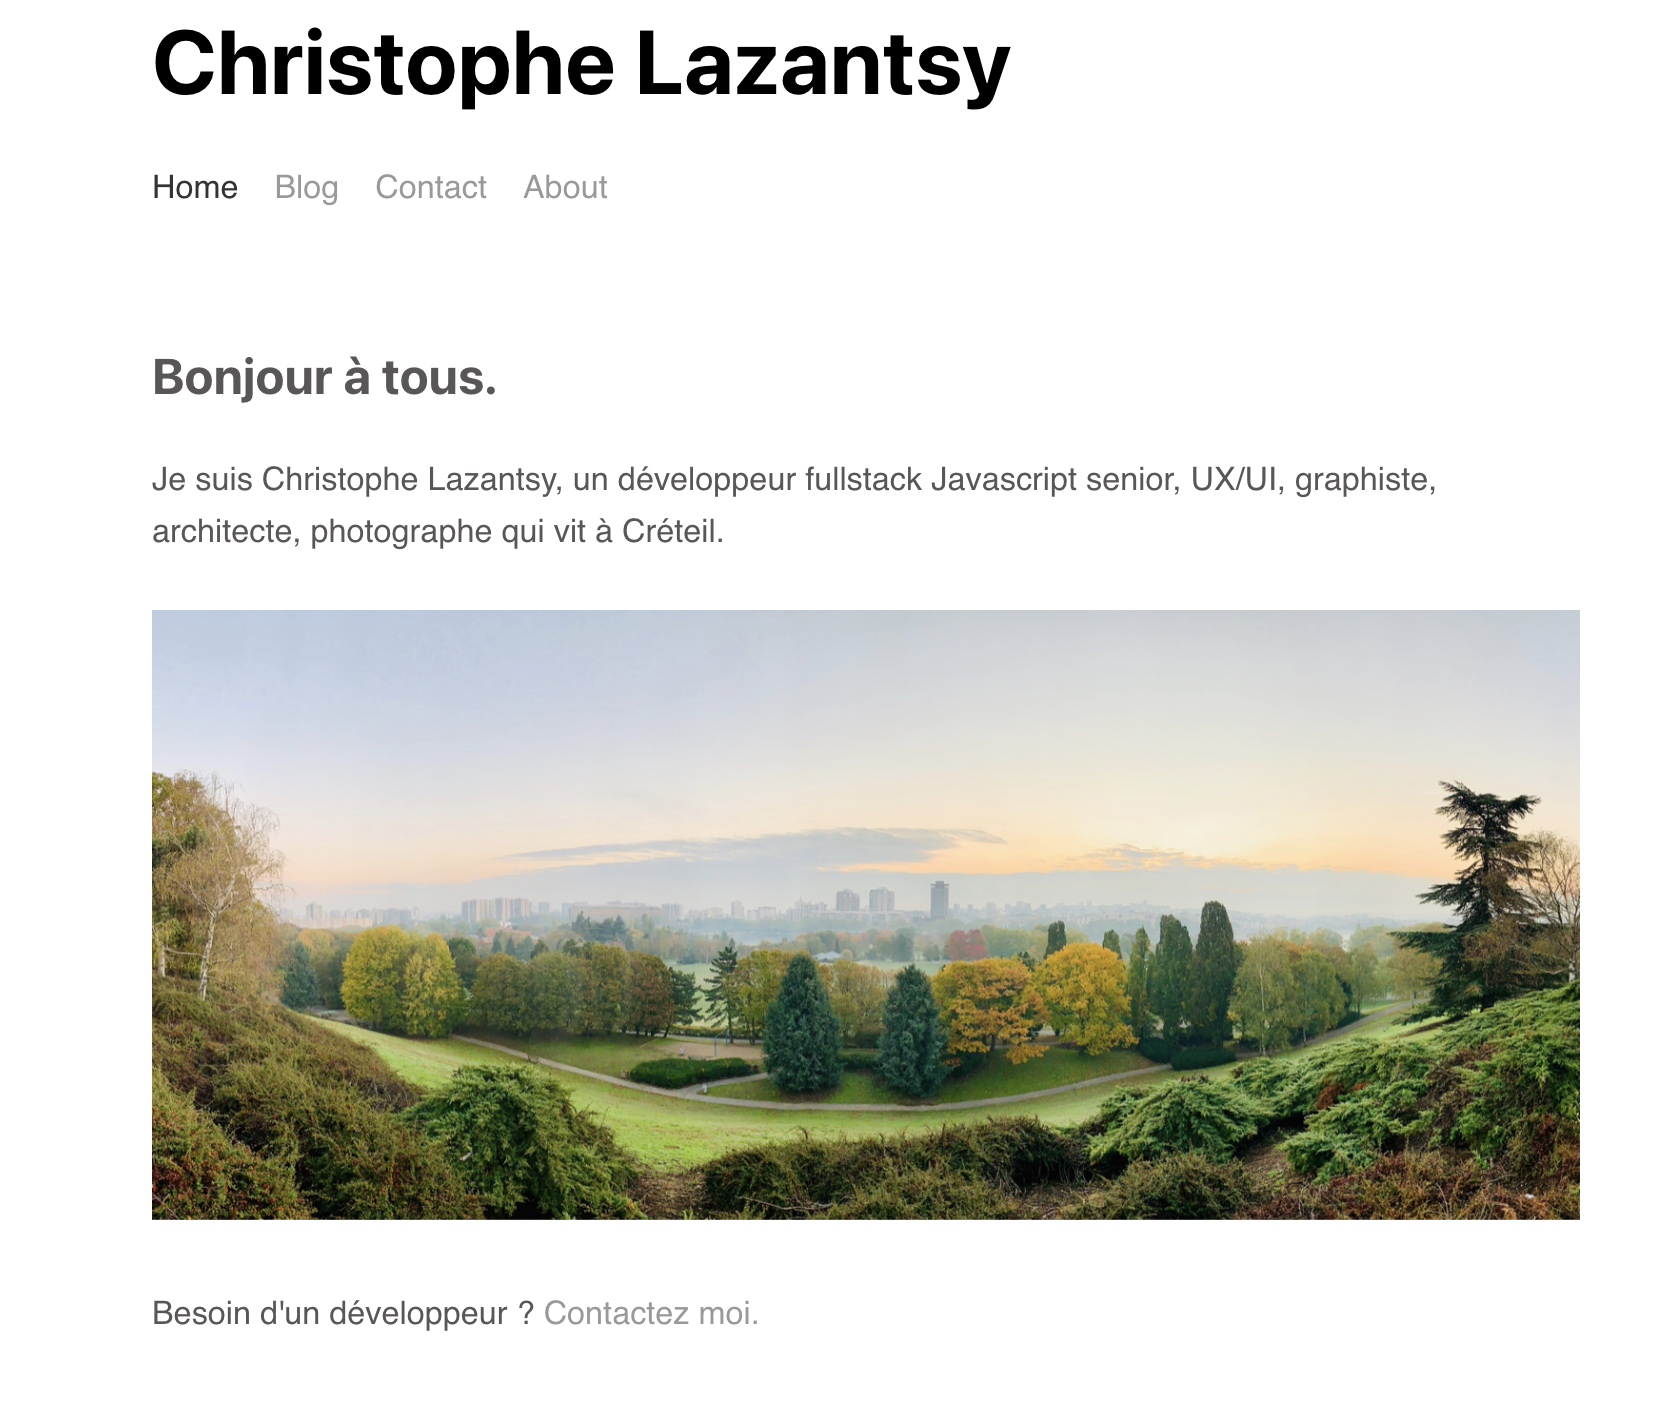 Christophe Lazantsy
Home Blog Contact About
Bonjour à tous.
Je suis Christophe Lazantsy, un développeur fullstack Javascript senior, UX/UI, graphiste,
architecte, photographe qui vit à Créteil.
Besoin d'un développeur ? Contactez moi.